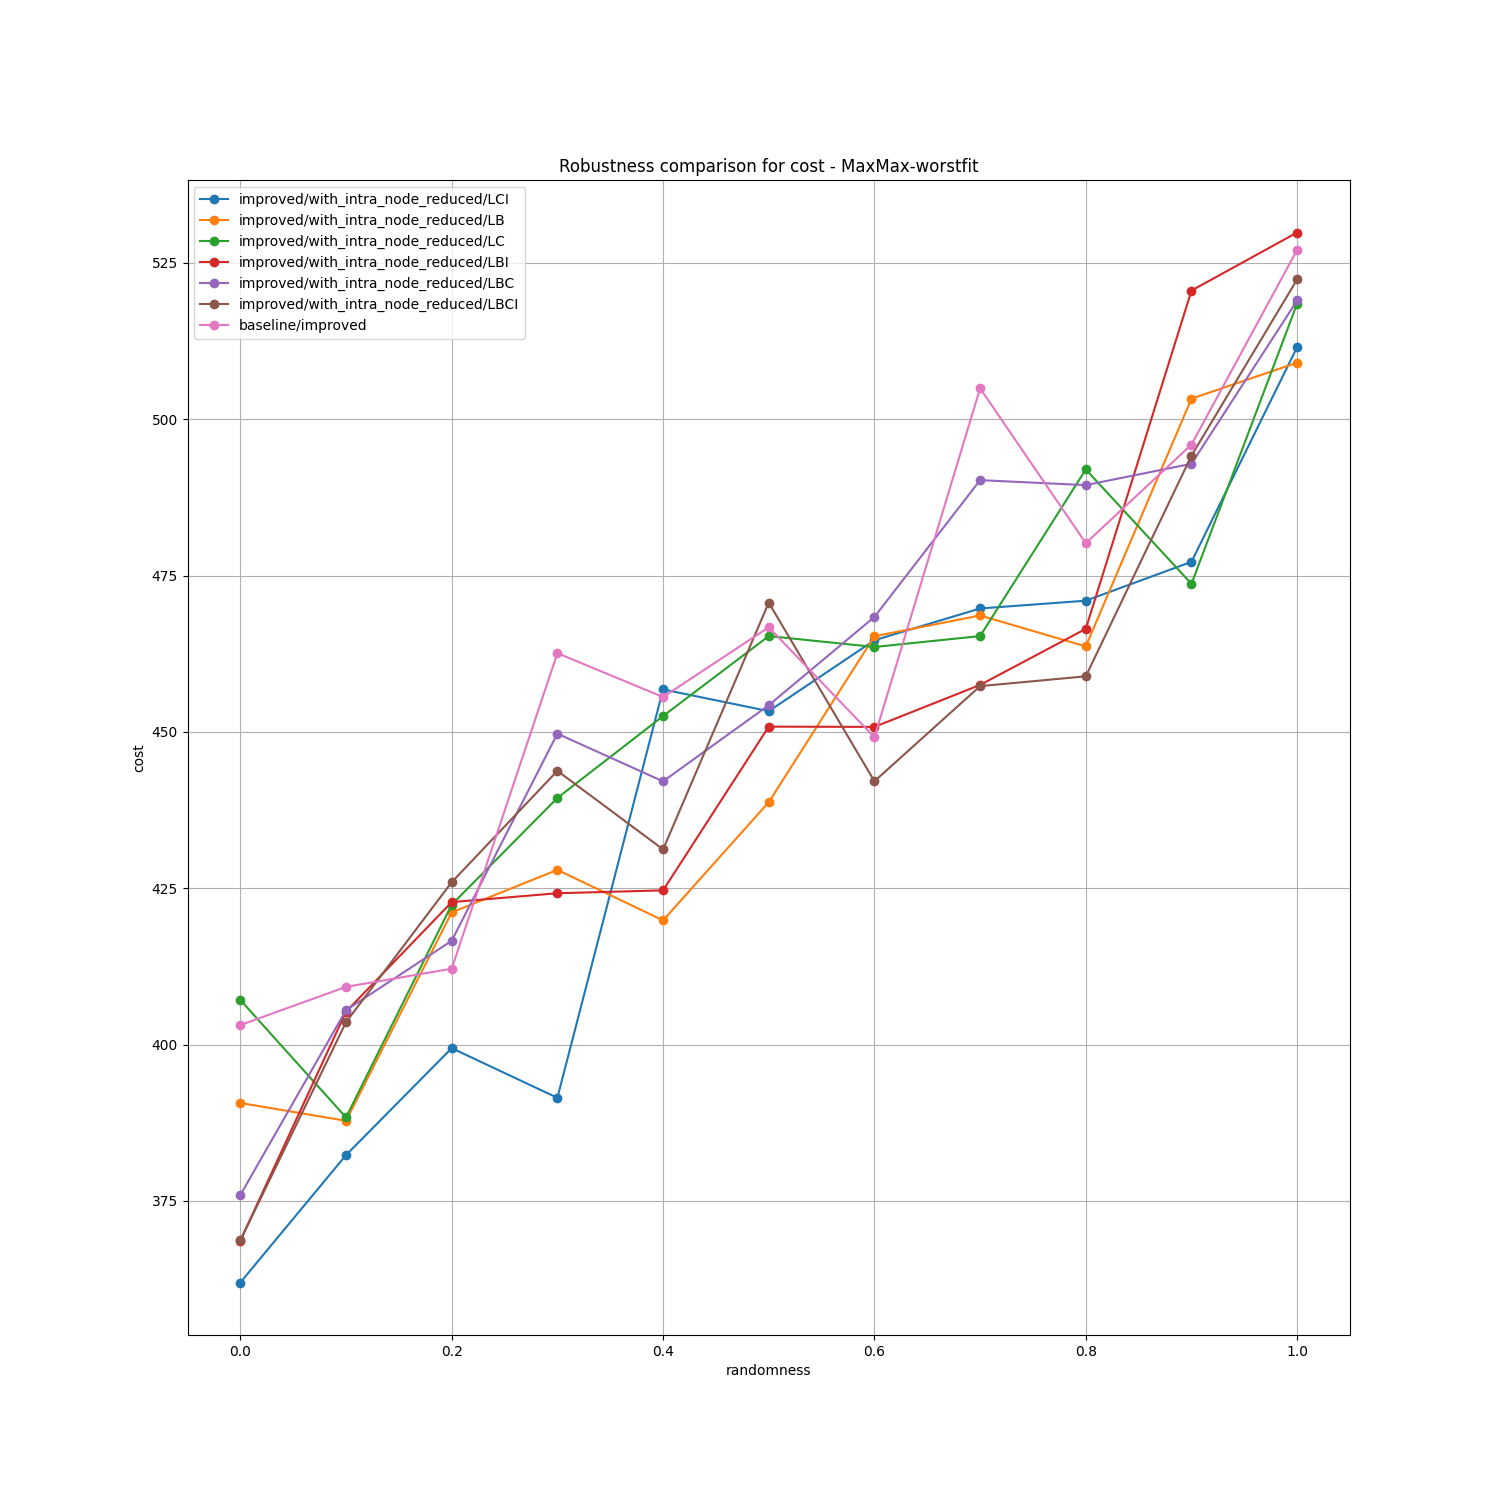 Robustness comparison for cost - MaxMax-worstfit
improved/with_intra_node_reduced/LCI
improved/with_intra_node_reduced/LB
improved/with_intra_node_reduced/LC
improved/with_intra_node_reduced/LBI
improved/with_intra_node_reduced/LBC
improved/with_intra_node_reduced/LBCI
baseline/improved
525
500
475
450
425
400
375
cost
0.0 0.2 0.4 0.6 0.8 1.0
randomness